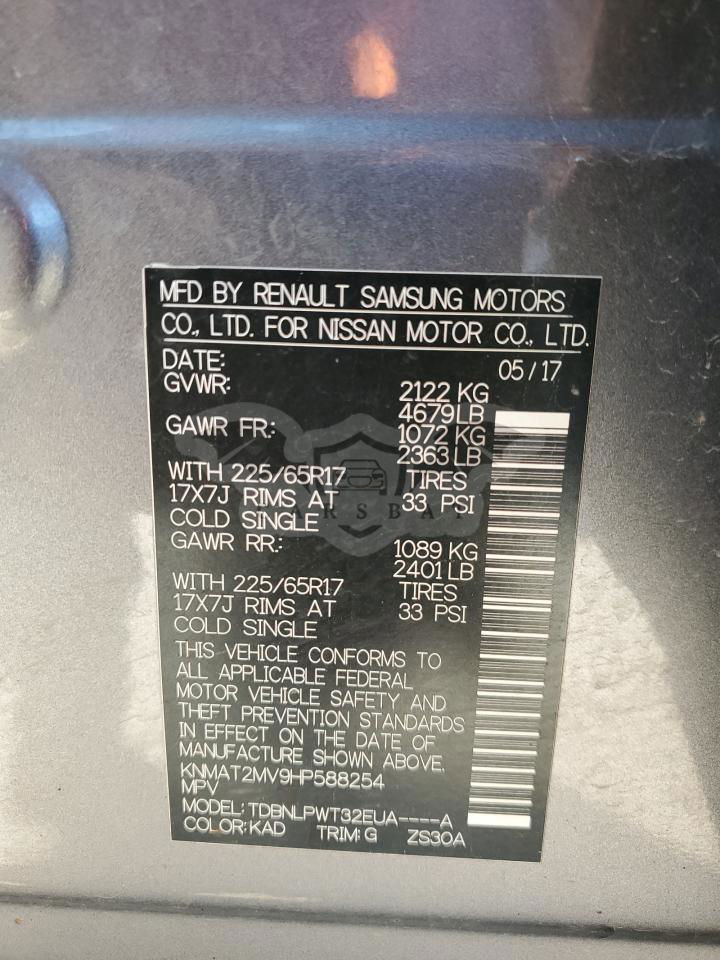 MFD BY RENAULT SAMSUNG MOTORS
CO., LTD. FOR NISSAN MOTOR CO., LTD.
DATE: 05/17
GVWR: 2122 KG
4679LB
GAWR FR: 1072 KG
2363LB
WITH 225/65R17 TIRES
17X7J RIMS AT 33 PSI
COLD SINGLE
GAWR RR: 1089 KG
2401LB
WITH 225/65R17 TIRES
17X7J RIMS AT 33 PSI
COLD SINGLE
THIS VEHICLE CONFORMS TO
ALL APPLICABLE FEDERAL
MOTOR VEHICLE SAFETY AND
THEFT PREVENTION STANDARDS
IN EFFECT ON THE DATE OF
MANUFACTURE SHOWN ABOVE.
KNMAT2MV9HP588254
MPV
MODEL: TDBNLPWT32EUA----A
COLOR: KAD TRIM: G ZS30A